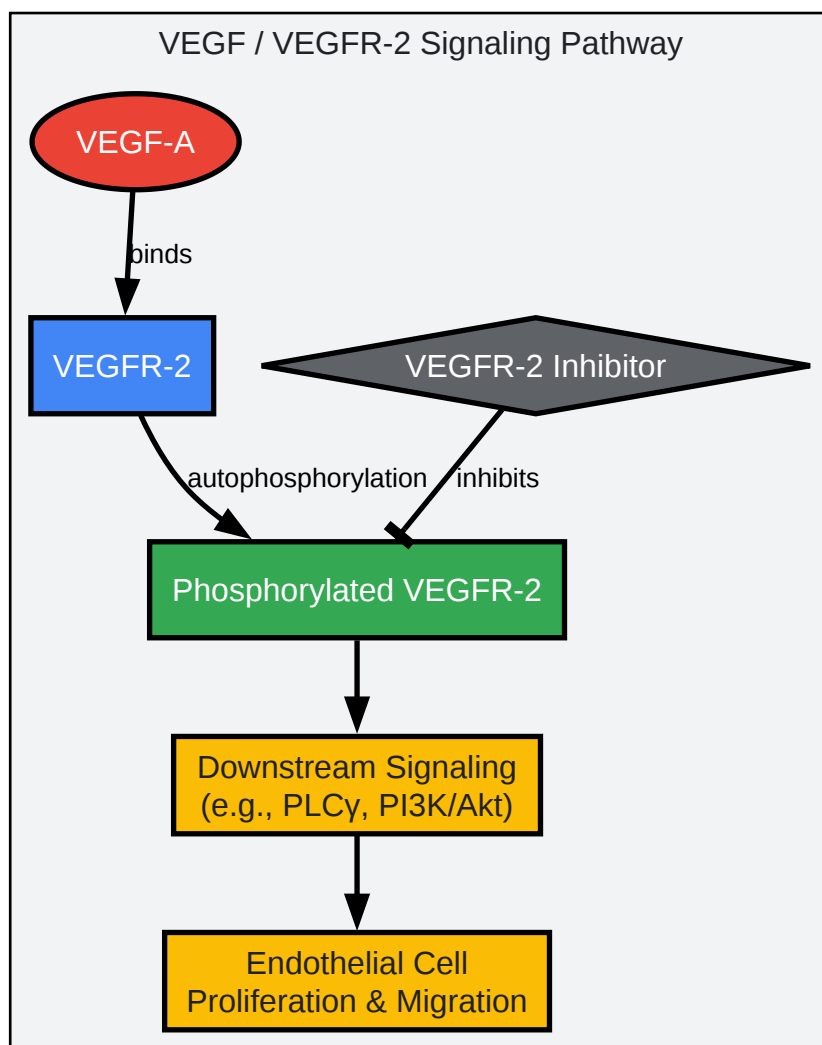 VEGF / VEGFR-2 Signaling Pathway
VEGF-A
binds
VEGFR-2
VEGFR-2 Inhibitor
autophosphorylation
inhibits
Phosphorylated VEGFR-2
Downstream Signaling
(e.g., PLCγ, PI3K/Akt)
Endothelial Cell
Proliferation & Migration